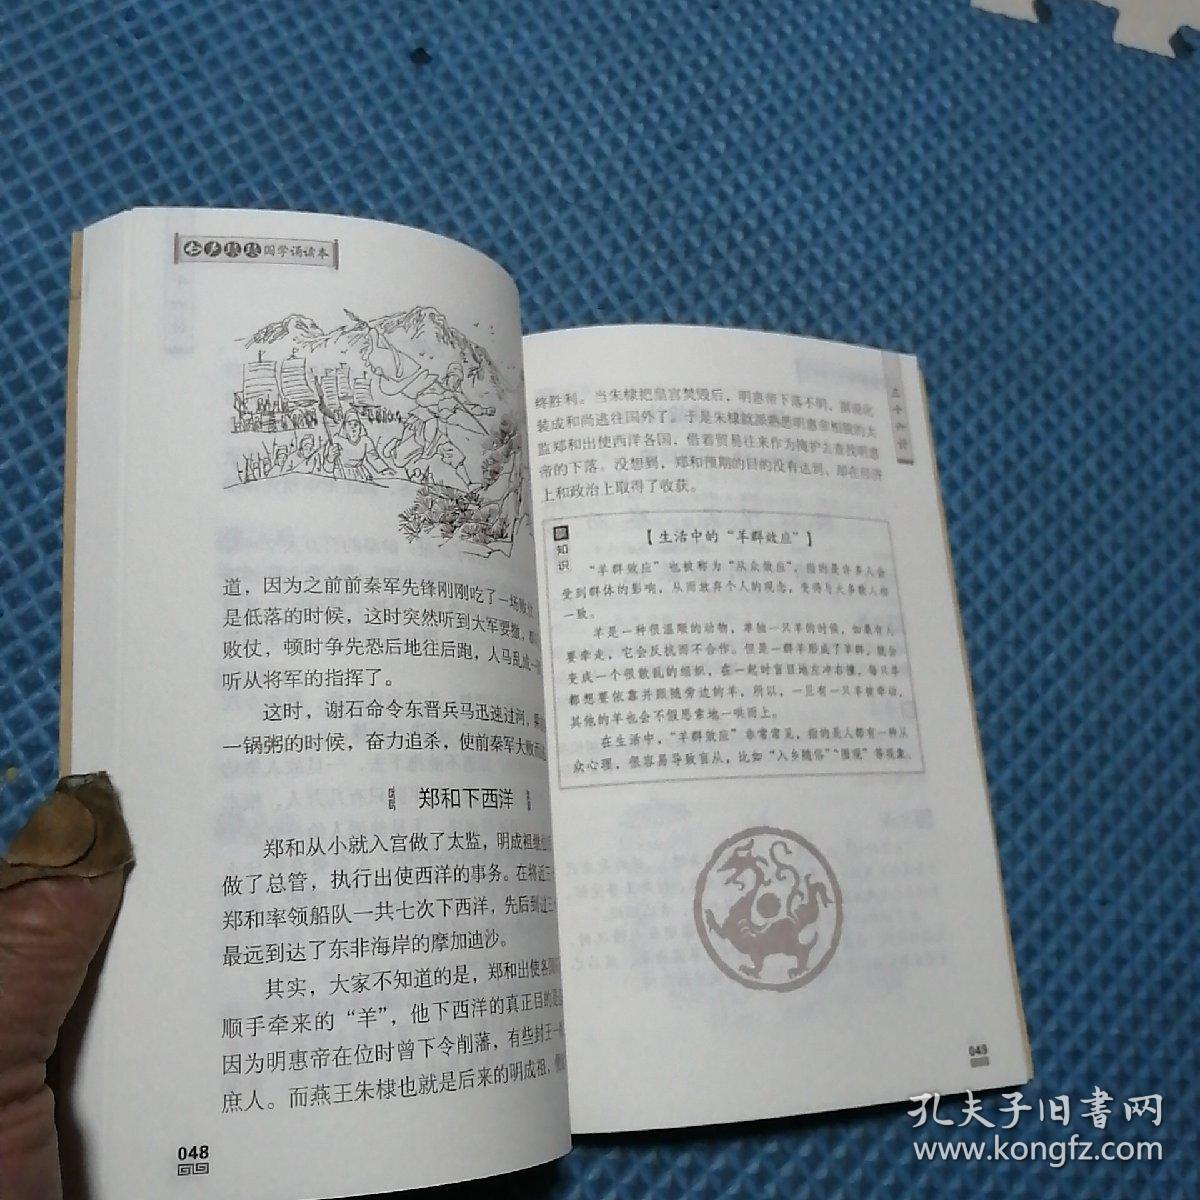 国学诵读本
道，因为之前前秦军先锋刚刚吃了一场败
是低落的时候，这时突然听到大军要撤，
败仗，顿时争先恐后地往后跑，人马乱成一
听从将军的指挥了。
这时，谢石命令东晋兵马迅速过河，
一锅粥的时候，奋力追杀，使前秦军大败而
郑和下西洋
郑和从小就入宫做了太监，明成祖继
做了总管，执行出使西洋的事务。在将近三
郑和率领船队一共七次下西洋，先后到过三
最远到达了东非海岸的摩加迪沙。
其实，大家不知道的是，郑和出使各
顺手牵来的“羊”，他下西洋的真正目的是
因为明惠帝在位时曾下令削藩，有些封王一
庶人。而燕王朱棣也就是后来的明成祖，
048
三十六计
终胜利。当朱棣把皇宫焚毁后，明惠帝下落不明，据说化
装成和尚逃往国外了。于是朱棣就派熟悉明惠帝相貌的太
监郑和出使西洋各国，借着贸易往来作为掩护去查找明惠
帝的下落。没想到，郑和预期的目的没有达到，却在经济
上和政治上取得了收获。
知识
【生活中的“羊群效应”】
“羊群效应”也被称为“从众效应”，指的是许多人会
受到群体的影响，从而放弃个人的观念，变得与大多数人相
一致。
羊是一种很温顺的动物，单独一只羊的时候，如果有人
要牵走，它会反抗而不合作。但是一群羊形成了羊群，就会
变成一个很散乱的组织，在一起时盲目地左冲右撞，每只羊
都想要依靠并跟随旁边的羊，所以，一旦有一只羊被牵动，
其他的羊也会不假思索地一哄而上。
在生活中，“羊群效应”非常常见，指的是人都有一种从
众心理，很容易导致盲从，比如“入乡随俗”“围观”等现象。
049
孔夫子旧书网
www.kongfz.com